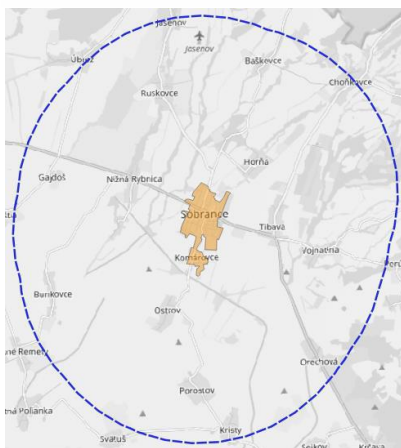 Jasenov
Jasenov
Úbrež
Baškovce
Choňkovce
Ruskovce
Horňa
Gajdoš
Nižná Rybnica
Sobrance
Tibava
Vojnatina
Komárovce
Bunkovce
Ostrov
Orechová
Porostov
Kristy
Svätuš